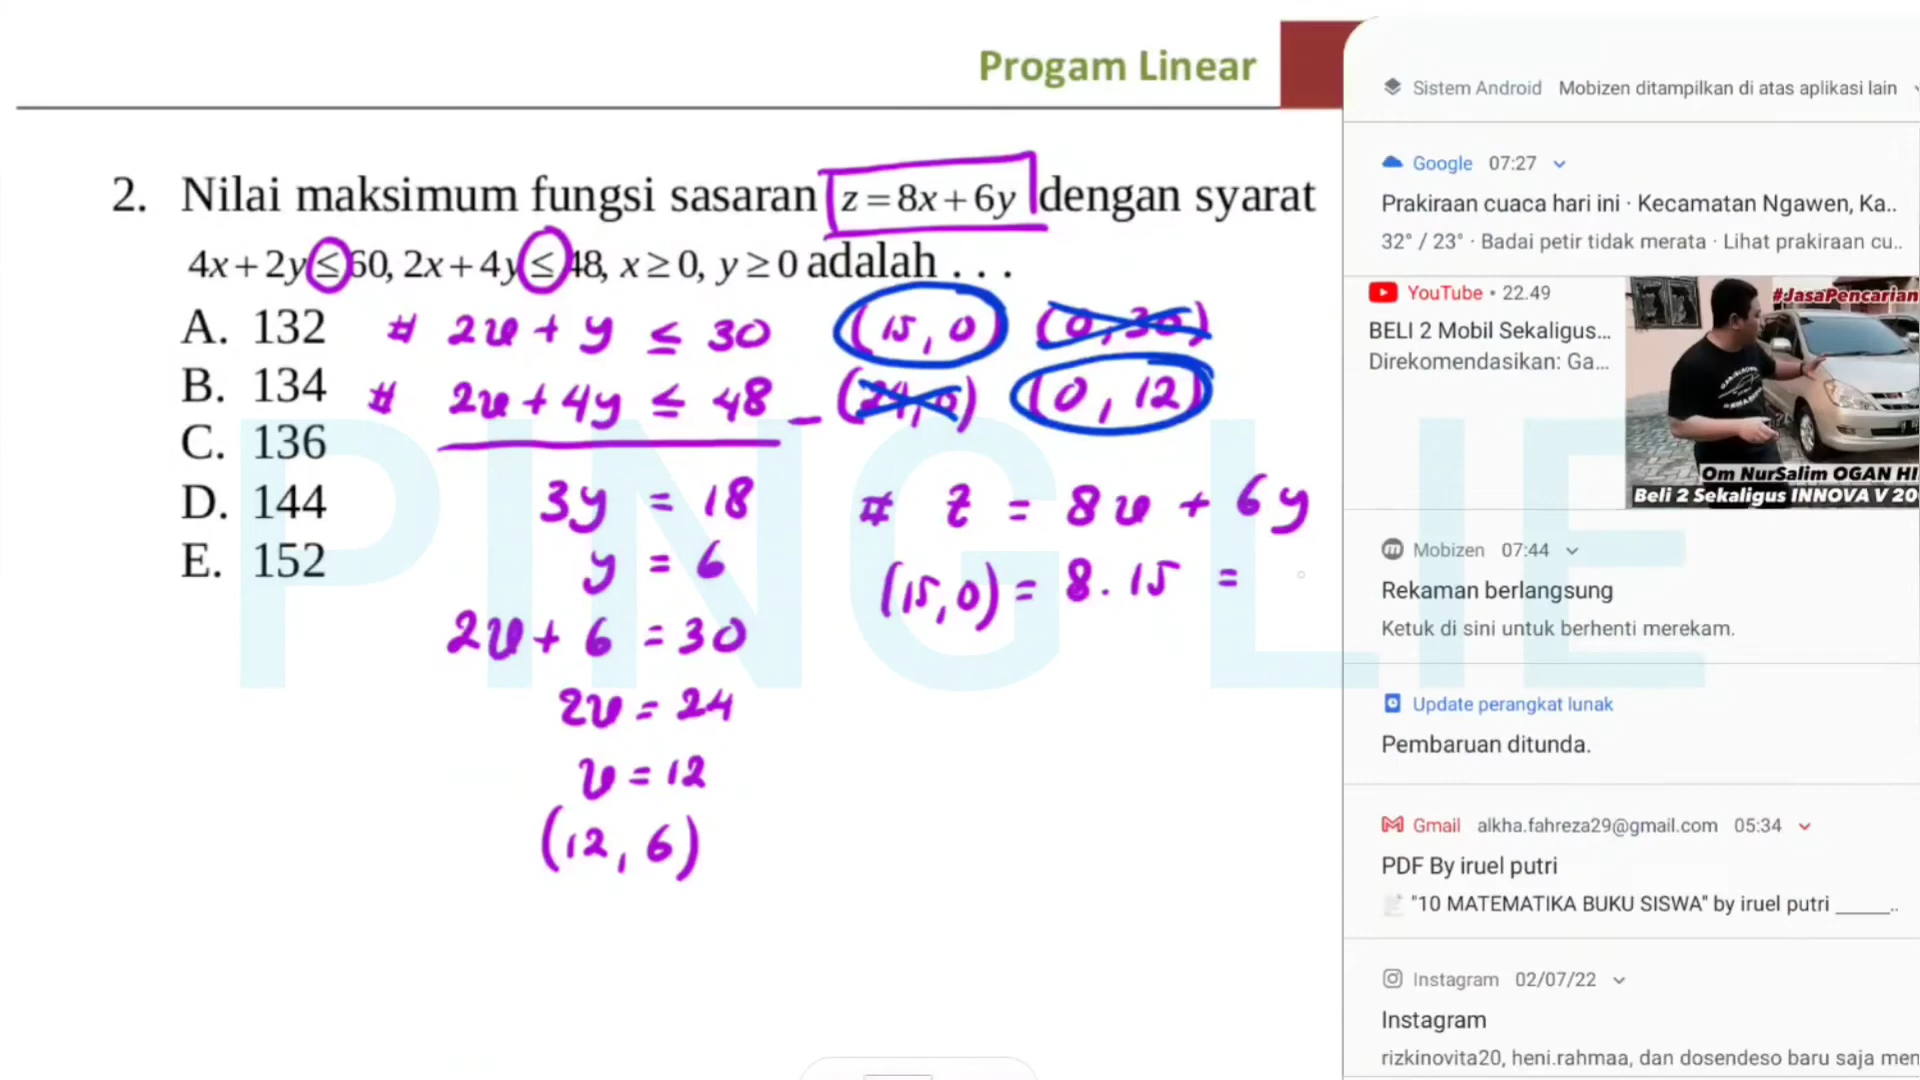 Progam Linear
2. Nilai maksimum fungsi sasaran z = 8x + 6y dengan syarat
4x + 2y ≤ 60, 2x + 4y ≤ 48, x ≥ 0, y ≥ 0 adalah . . .
A. 132
B. 134
C. 136
D. 144
E. 152
# 2x + y ≤ 30 (15, 0) (0, 30)
# 2x + 4y ≤ 48 – (24, 0) (0, 12)
3y = 18
y = 6
2x + 6 = 30
2x = 24
x = 12
(12, 6)
# z = 8x + 6y
(15, 0) = 8 . 15 =
PING LIE
Sistem Android Mobizen ditampilkan di atas aplikasi lain
Google 07:27
Prakiraan cuaca hari ini · Kecamatan Ngawen, Ka..
32° / 23° · Badai petir tidak merata · Lihat prakiraan cu..
YouTube • 22.49
BELI 2 Mobil Sekaligus...
Direkomendasikan: Ga...
#JasaPencarian
Om NurSalim OGAN HI
Beli 2 Sekaligus INNOVA V 20
Mobizen 07:44
Rekaman berlangsung
Ketuk di sini untuk berhenti merekam.
Update perangkat lunak
Pembaruan ditunda.
Gmail alkha.fahreza29@gmail.com 05:34
PDF By iruel putri
"10 MATEMATIKA BUKU SISWA" by iruel putri _____..
Instagram 02/07/22
Instagram
rizkinovita20, heni.rahmaa, dan dosendeso baru saja men